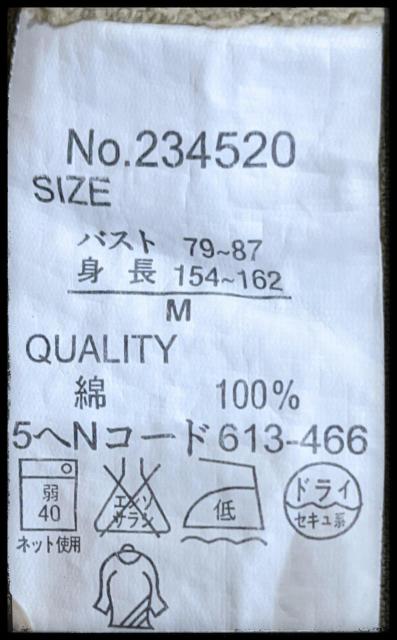 No.234520
SIZE
バスト 79~87
身長 154~162
M
QUALITY
綿 100%
5ヘNコード613-466
弱
40
ネット使用
エンソ
サラシ
低
ドライ
セキユ系